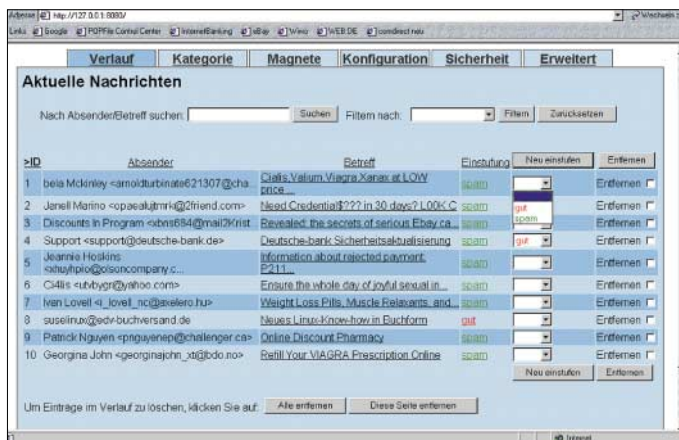 Adresse http://127.0.0.1:8080/ Wechseln z
Links Google POPFile Control Center InternetBanking eBay WEB.DE comdirect neu
Verlauf Kategorie Magnete Konfiguration Sicherheit Erweitert
Aktuelle Nachrichten
Nach Absender/Betreff suchen: Suchen Filtern nach: Filtern Zurücksetzen
>ID Absender Betreff Einstufung Neu einstufen Entfernen
1 bela Mckinley <arnoldturbinate621307@cha... Cialis,Valium,Viagra,Xanax at LOW spam Entfernen
price ...
2 Janell Marino <opaealujtmrk@2friend.com> Need Credential$??? in 30 days? L00K C spam gut Entfernen
spam
3 Discounts In Program <xbns684@mail2Krist Revealed: the secrets of serious Ebay ca... spam Entfernen
4 Support <support@deutsche-bank.de> Deutsche-bank Sicherheitsaktualisierung spam gut Entfernen
5 Jeannie Hoskins Information about rejected payment. spam Entfernen
<xhuyhpio@olsoncompany.c... P211...
6 Ci4lis <utvbygr@yahoo.com> Ensure the whole day of joyful sexual in... spam Entfernen
7 Ivan Lovell <i_lovell_nc@axelero.hu> Weight Loss Pills, Muscle Relaxants, and... spam Entfernen
8 suselinux@edv-buchversand.de Neues Linux-Know-how in Buchform gut Entfernen
9 Patrick Nguyen <pnguyenep@challenger.ca> Online Discount Pharmacy spam Entfernen
10 Georgina John <georginajohn_xt@bdo.no> Refill Your VIAGRA Prescription Online spam Entfernen
Neu einstufen Entfernen
Um Einträge im Verlauf zu löschen, klicken Sie auf: Alle entfernen Diese Seite entfernen
Internet